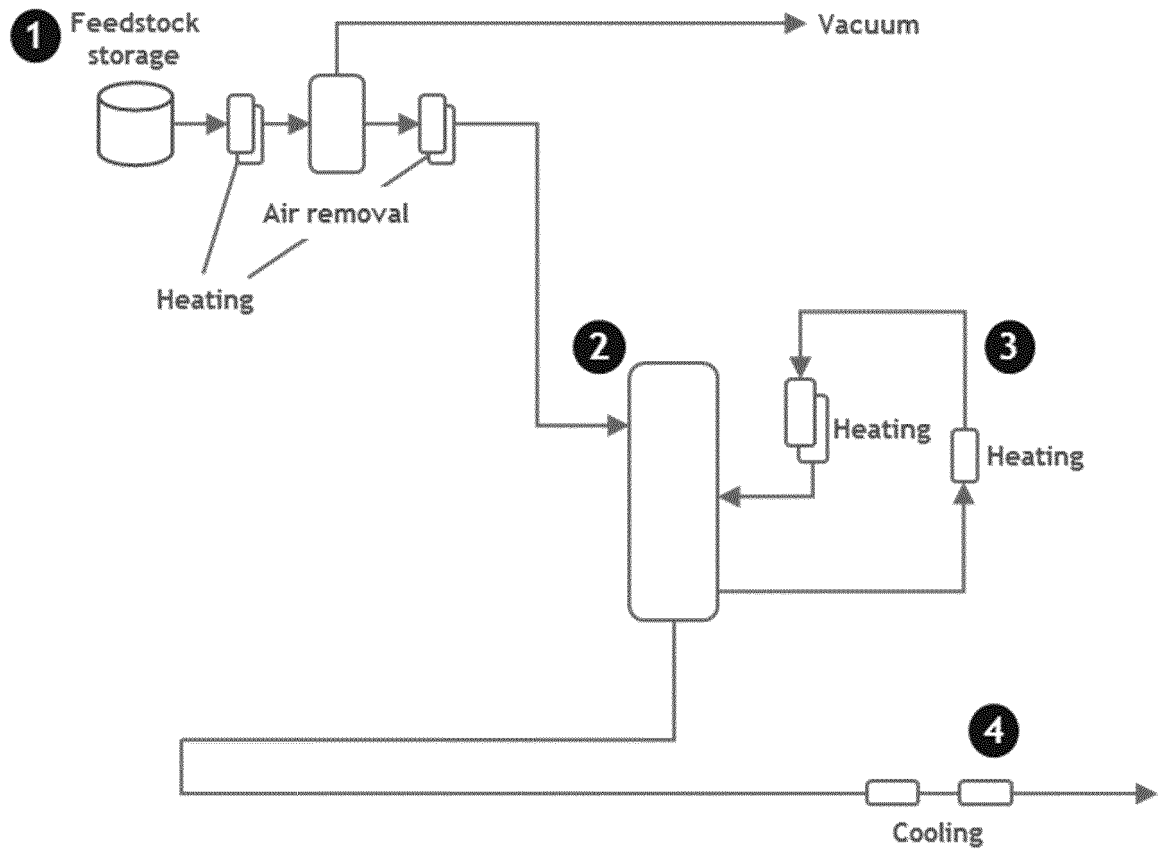 1
Feedstock
storage
Vacuum
Air removal
Heating
2
3
Heating
Heating
4
Cooling